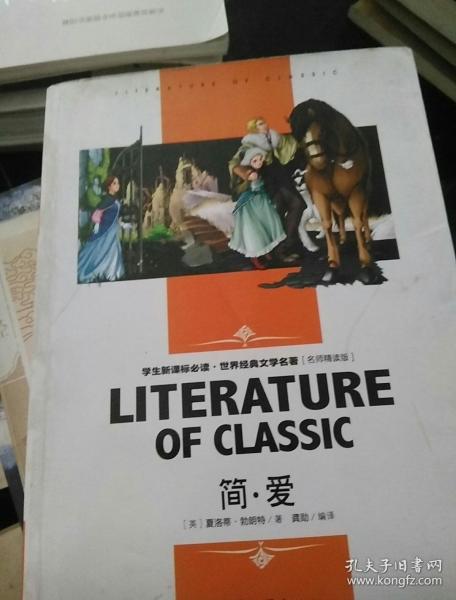 LITERATURE OF CLASSIC
学生新课标必读·世界经典文学名著[名师精读版]
LITERATURE
OF CLASSIC
简·爱
[英]夏洛蒂·勃朗特/著 龚勋/编译
孔夫子旧书网
www.kongfz.com